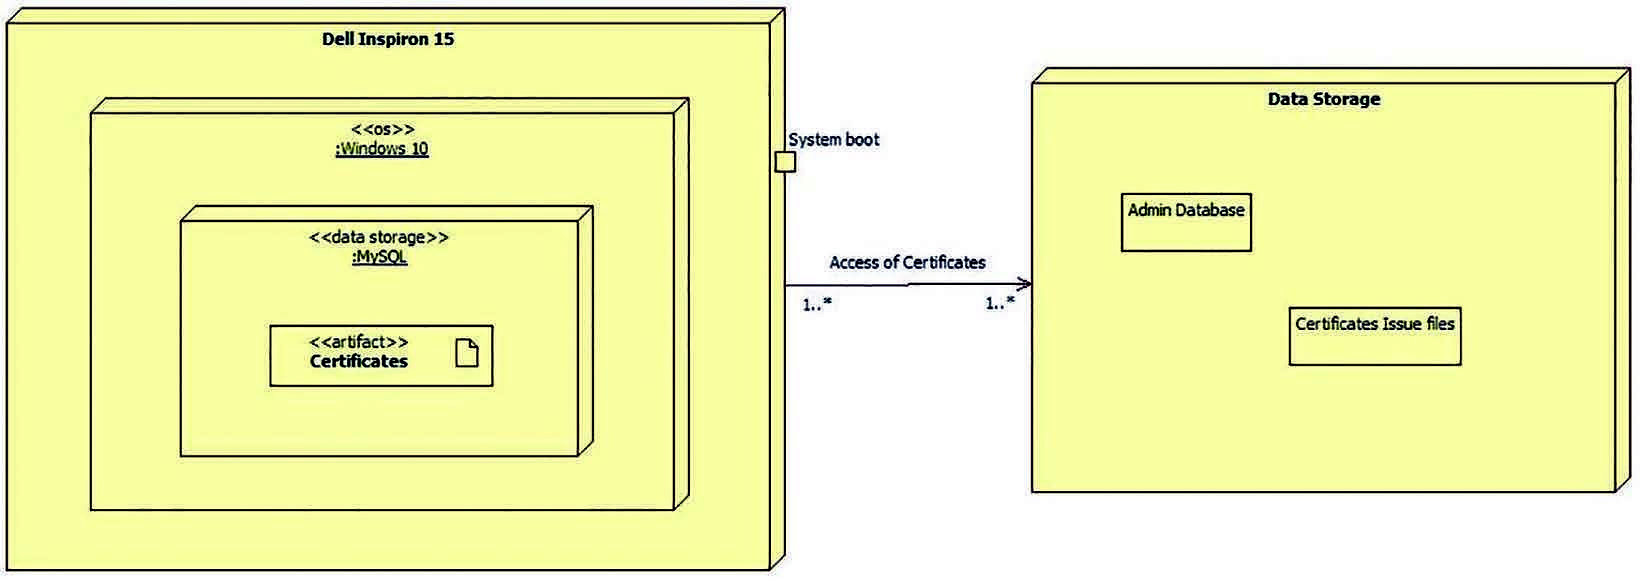 Dell Inspiron 15
<<os>>
:Windows 10
<<data storage>>
:MySQL
<<artifact>>
Certificates
System boot
Access of Certificates
1..*
1..*
Data Storage
Admin Database
Certificates Issue files